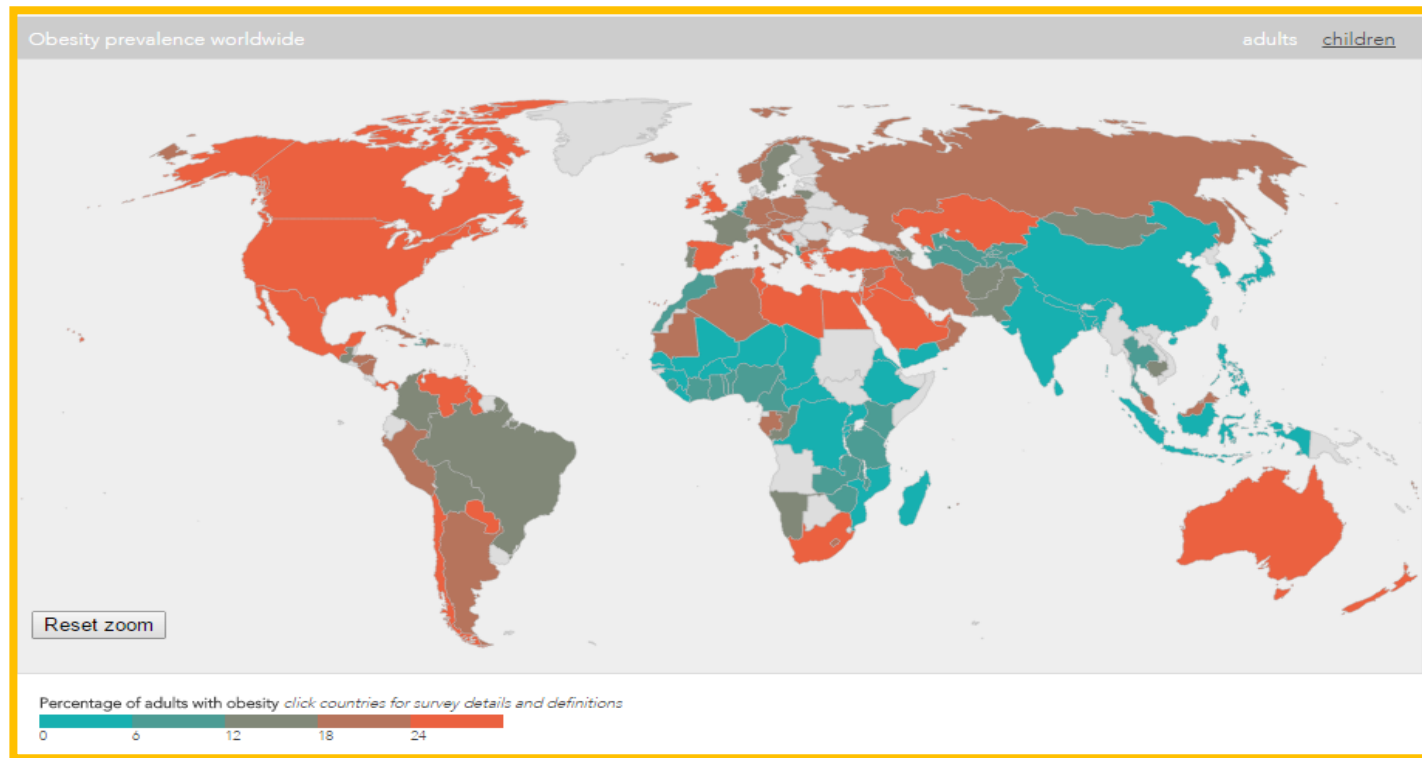 Obesity prevalence worldwide adults children
Reset zoom
Percentage of adults with obesity click countries for survey details and definitions
0 6 12 18 24